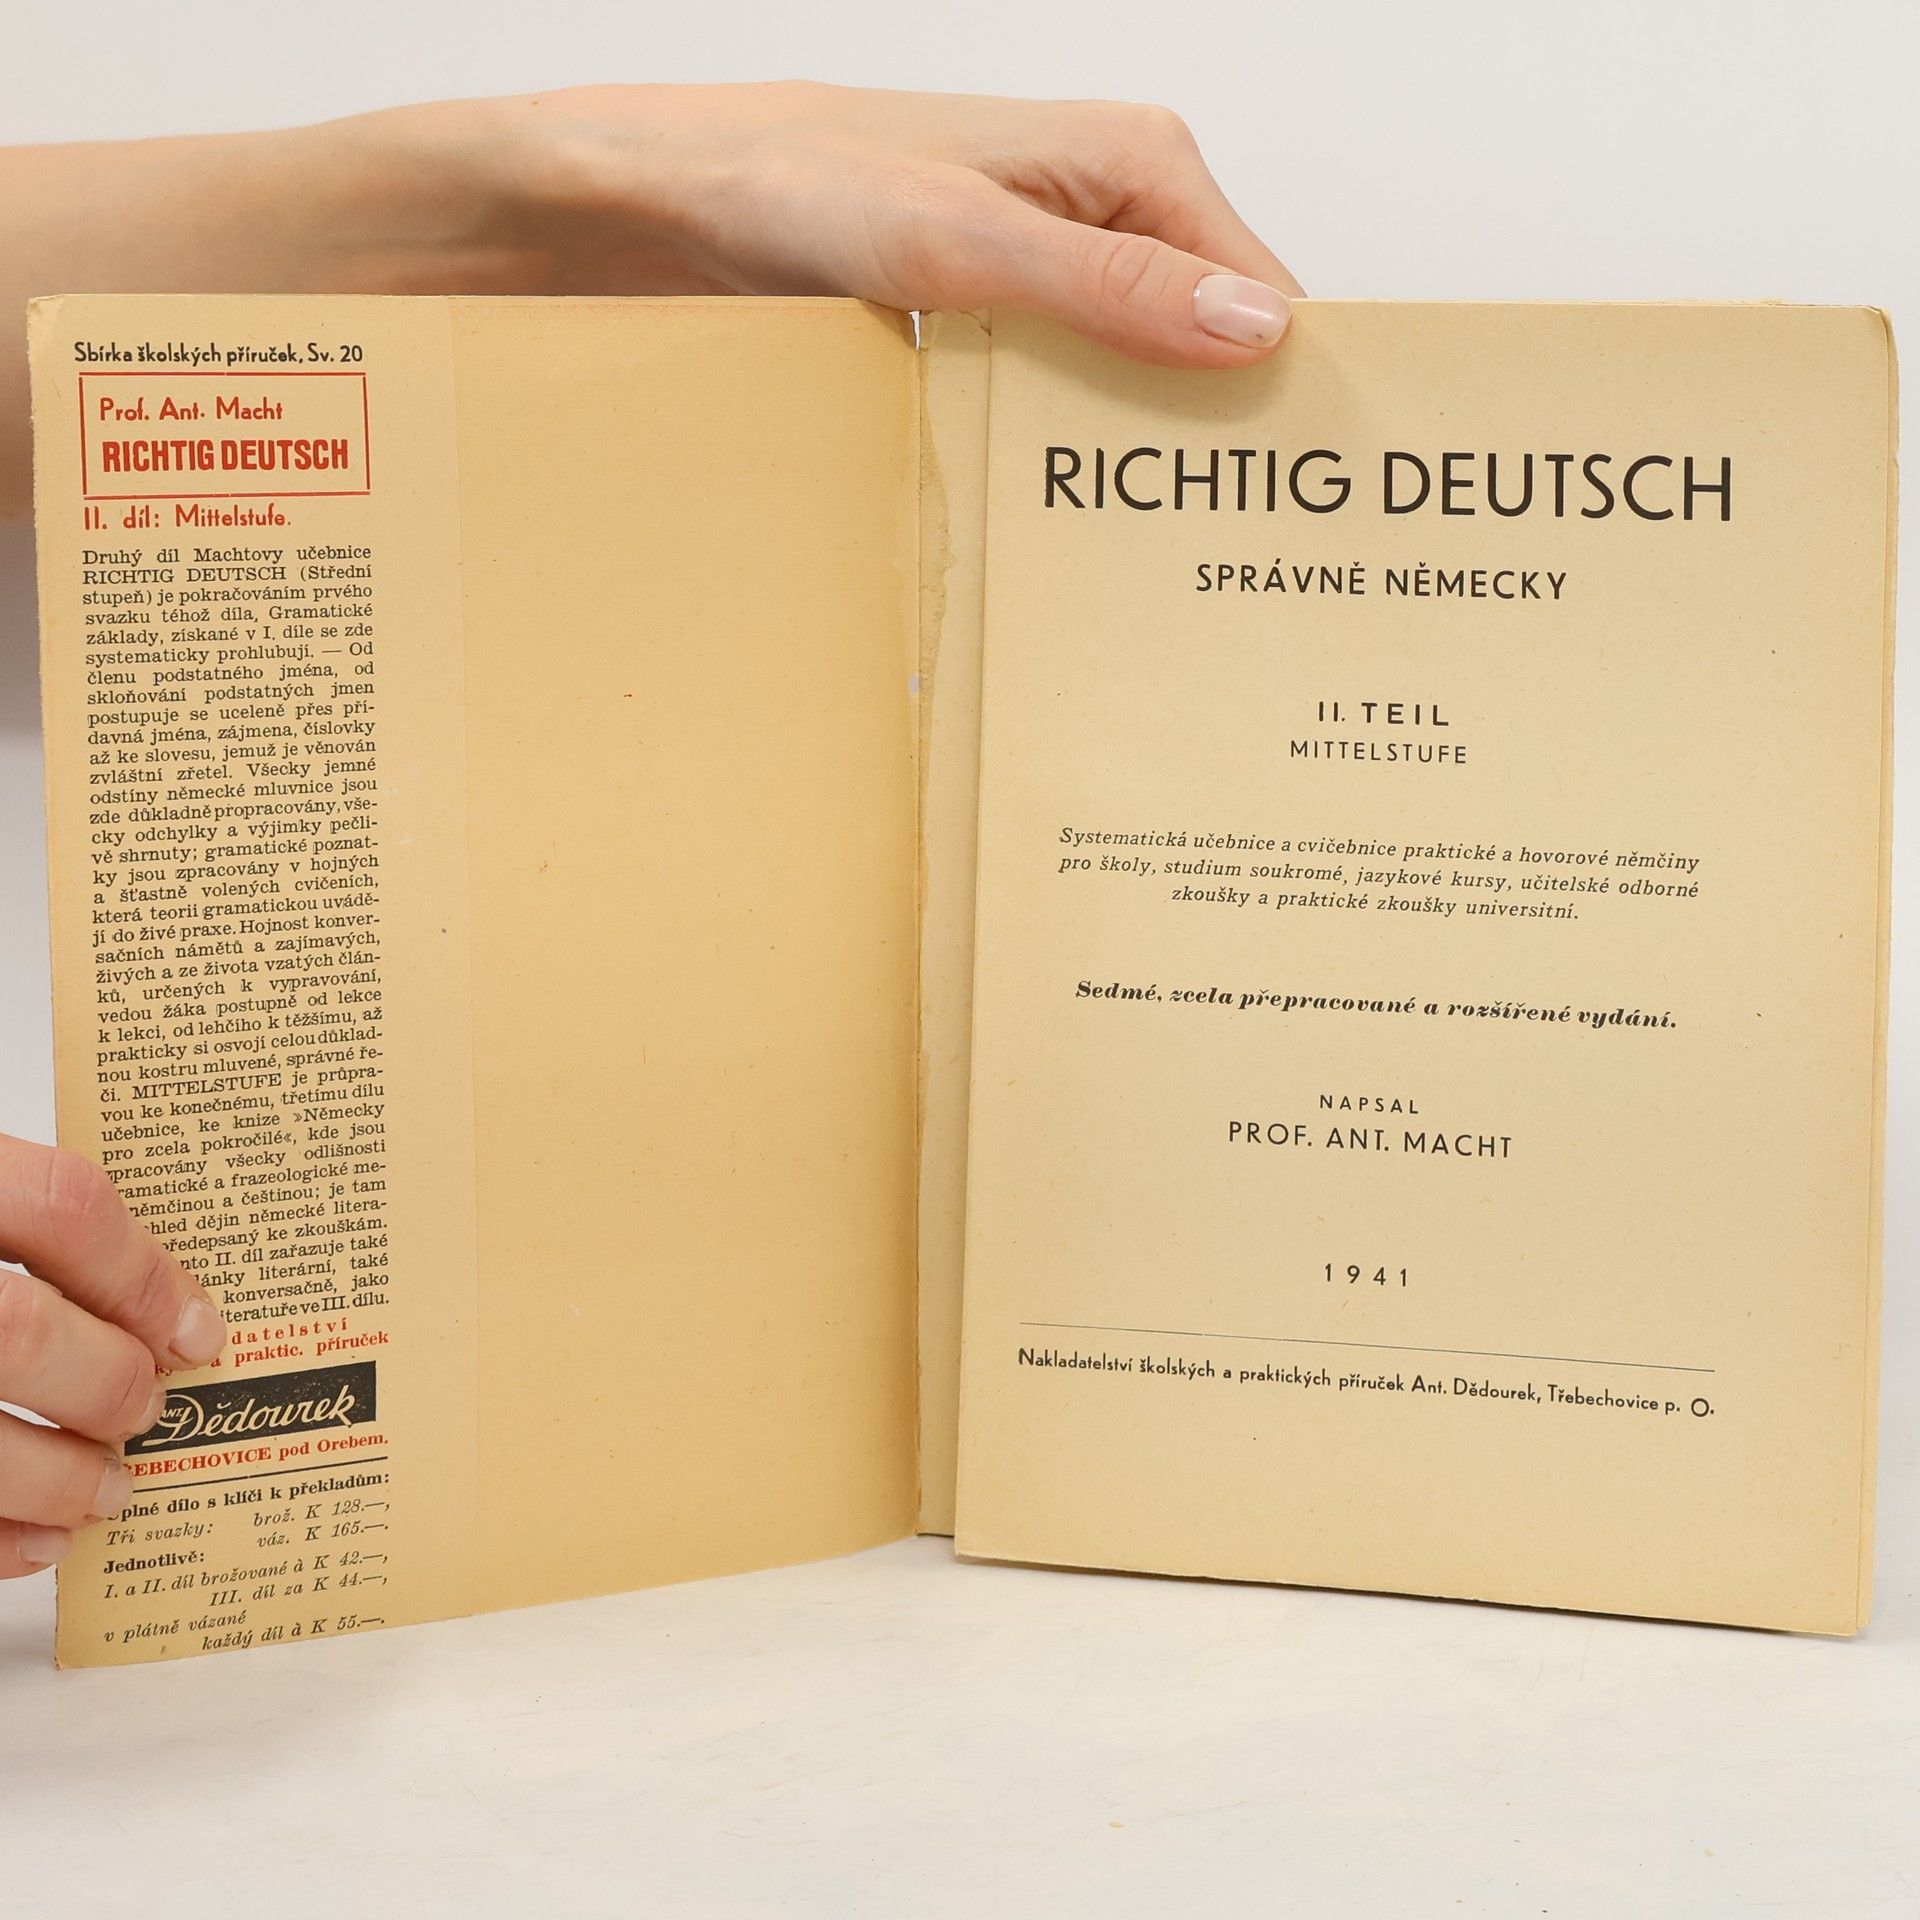 Sbírka školských příruček, Sv. 20
Prof. Ant. Macht
RICHTIG DEUTSCH
II. díl: Mittelstufe.
Druhý díl Machtovy učebnice
RICHTIG DEUTSCH (Střední
stupeň) je pokračováním prvého
svazku téhož díla, Gramatické
základy, získané v I. díle se zde
systematicky prohlubují. — Od
členu podstatného jména, od
skloňování podstatných jmen
postupuje se uceleně přes pří-
davná jména, zájmena, číslovky
až ke slovesu, jemuž je věnován
zvláštní zřetel. Všecky jemné
odstíny německé mluvnice jsou
zde důkladně propracovány, vše-
cky odchylky a výjimky pečli-
vě shrnuty; gramatické poznat-
ky jsou zpracovány v hojných
a šťastně volených cvičeních,
která teorii gramatickou uvádě-
jí do živé praxe. Hojnost konver-
sačních námětů a zajímavých,
živých a ze života vzatých člán-
ků, určených k vypravování,
vedou žáka postupně od lekce
k lekci, od lehčího k těžšímu, až
prakticky si osvojí celou důklad-
nou kostru mluvené, správné ře-
či. MITTELSTUFE je průpra-
vou ke konečnému, třetímu dílu
učebnice, ke knize »Německy
pro zcela pokročilé«, kde jsou
zpracovány všecky odlišnosti
ramatické a frazeologické me-
němčinou a češtinou; je tam
hled dějin německé litera-
předepsaný ke zkouškám.
nto II. díl zařazuje také
lánky literární, také
konversačně, jako
iteratuře ve III. dílu.
datelství
a praktic. příruček
ANT. Dědourek
EBECHOVICE pod Orebem.
plné dílo s klíči k překladům:
Tři svazky: brož. K 128.—,
váz. K 165.—.
Jednotlivě:
I. a II. díl brožované à K 42.—,
III. díl za K 44.—,
v plátně vázané
každý díl à K 55.—.
RICHTIG DEUTSCH
SPRÁVNĚ NĚMECKY
II. TEIL
MITTELSTUFE
Systematická učebnice a cvičebnice praktické a hovorové němčiny
pro školy, studium soukromé, jazykové kursy, učitelské odborné
zkoušky a praktické zkoušky universitní.
Sedmé, zcela přepracované a rozšířené vydání.
NAPSAL
PROF. ANT. MACHT
1941
Nakladatelství školských a praktických příruček Ant. Dědourek, Třebechovice p. O.